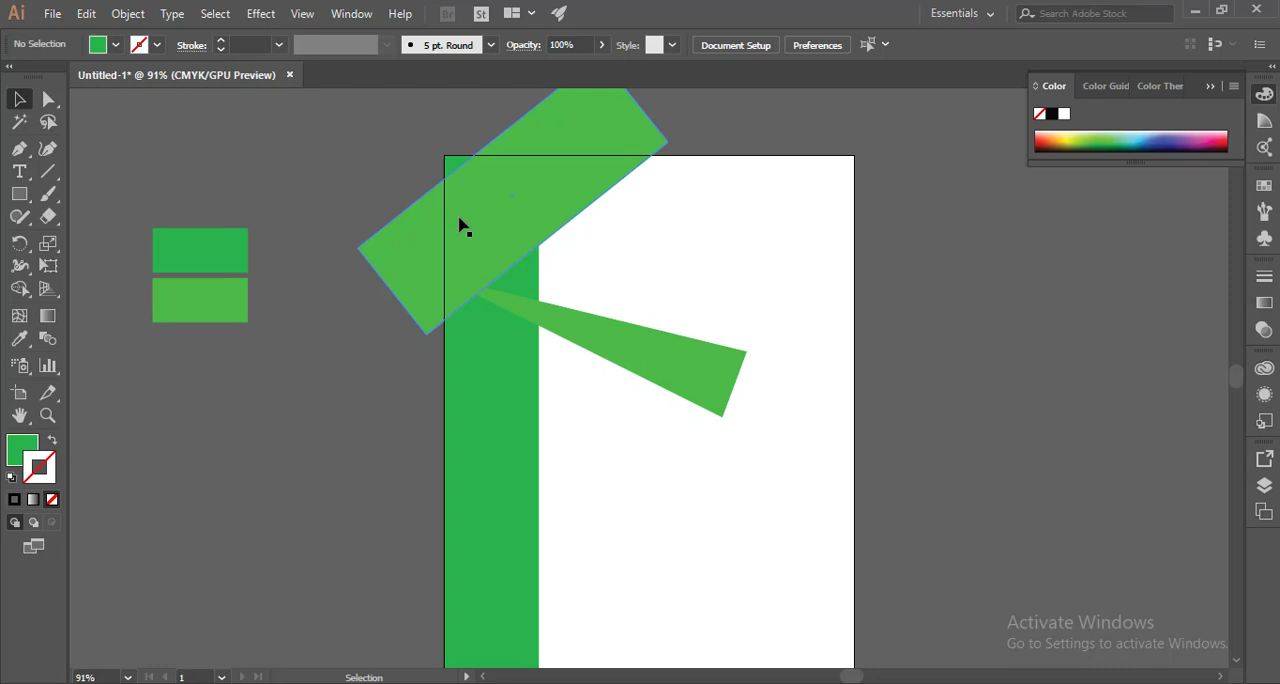 Ai File Edit Object Type Select Effect View Window Help Br St Essentials Search Adobe Stock
No Selection Stroke: 5 pt. Round Opacity: 100% Style: Document Setup Preferences
Untitled-1* @ 91% (CMYK/GPU Preview)
Color Color Guid Color Ther
Activate Windows
Go to Settings to activate Windows.
91% 1 Selection